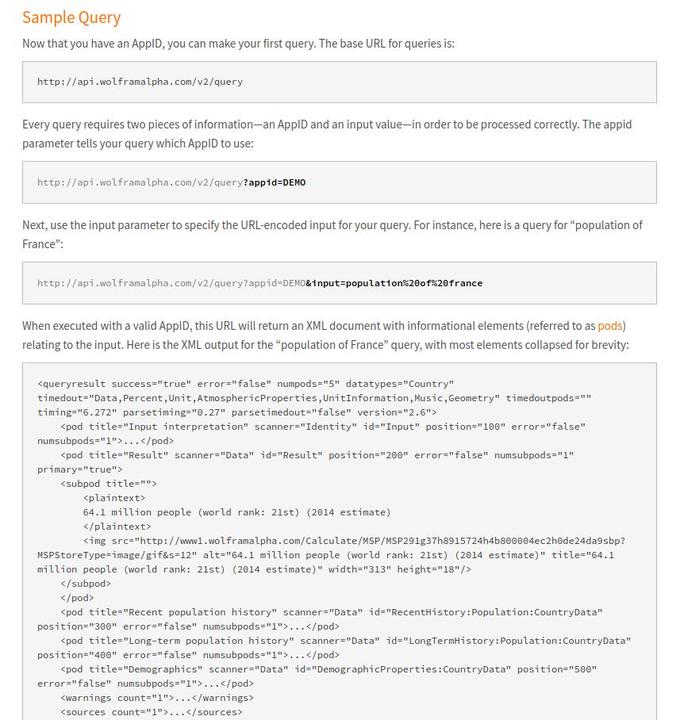 Sample Query
Now that you have an AppID, you can make your first query. The base URL for queries is:
http://api.wolframalpha.com/v2/query
Every query requires two pieces of information—an AppID and an input value—in order to be processed correctly. The appid
parameter tells your query which AppID to use:
http://api.wolframalpha.com/v2/query?appid=DEMO
Next, use the input parameter to specify the URL-encoded input for your query. For instance, here is a query for “population of
France”:
http://api.wolframalpha.com/v2/query?appid=DEMO&input=population%20of%20france
When executed with a valid AppID, this URL will return an XML document with informational elements (referred to as pods)
relating to the input. Here is the XML output for the “population of France” query, with most elements collapsed for brevity:
<queryresult success="true" error="false" numpods="5" datatypes="Country"
timedout="Data,Percent,Unit,AtmosphericProperties,UnitInformation,Music,Geometry" timedoutpods=""
timing="6.272" parsetiming="0.27" parsetimedout="false" version="2.6">
<pod title="Input interpretation" scanner="Identity" id="Input" position="100" error="false"
numsubpods="1">...</pod>
<pod title="Result" scanner="Data" id="Result" position="200" error="false" numsubpods="1"
primary="true">
<subpod title="">
<plaintext>
64.1 million people (world rank: 21st) (2014 estimate)
</plaintext>
<img src="http://www1.wolframalpha.com/Calculate/MSP/MSP291g37h8915724h4b800004ec2h0de24da9sbp?
MSPStoreType=image/gif&s=12" alt="64.1 million people (world rank: 21st) (2014 estimate)" title="64.1
million people (world rank: 21st) (2014 estimate)" width="313" height="18"/>
</subpod>
</pod>
<pod title="Recent population history" scanner="Data" id="RecentHistory:Population:CountryData"
position="300" error="false" numsubpods="1">...</pod>
<pod title="Long-term population history" scanner="Data" id="LongTermHistory:Population:CountryData"
position="400" error="false" numsubpods="1">...</pod>
<pod title="Demographics" scanner="Data" id="DemographicProperties:CountryData" position="500"
error="false" numsubpods="1">...</pod>
<warnings count="1">...</warnings>
<sources count="1">...</sources>